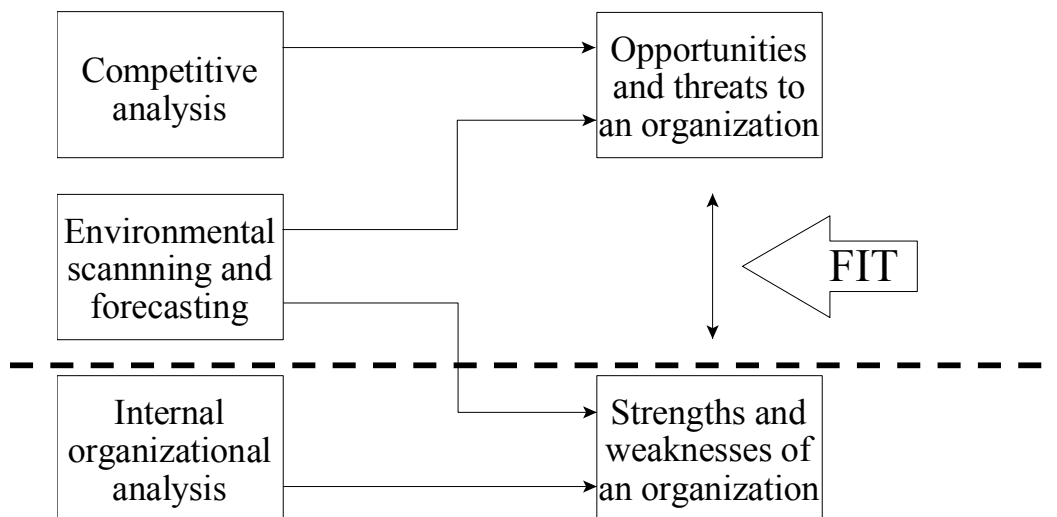 Competitive
analysis
Opportunities
and threats to
an organization
Environmental
scannning and
forecasting
FIT
Internal
organizational
analysis
Strengths and
weaknesses of
an organization